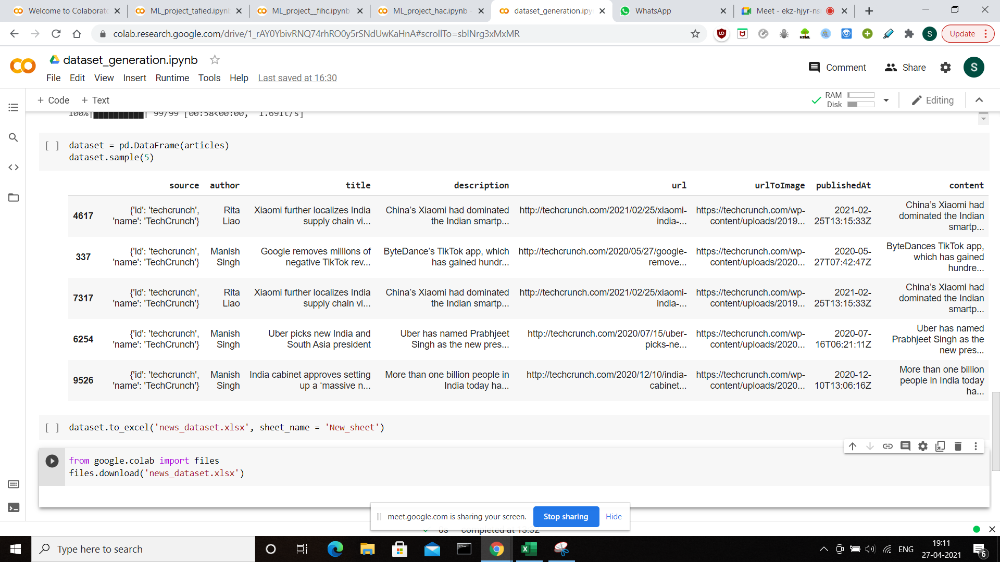 Welcome to Colaborato
ML_project_tafied.ipynb
ML_project__fihc.ipynb
ML_project_hac.ipynb -
dataset_generation.ipy
WhatsApp
Meet - ekz-hjyr-ns
colab.research.google.com/drive/1_rAY0YbivRNQ74rhRO0y5rSNdUwKaHnA#scrollTo=sblNrg3xMxMR
HTML
S
Update
dataset_generation.ipynb
File Edit View Insert Runtime Tools Help Last saved at 16:30
Comment
Share
S
+ Code + Text
RAM
Disk
Editing
100%|██████████| 99/99 [00:58<00:00, 1.69it/s]
[ ] dataset = pd.DataFrame(articles)
dataset.sample(5)
source author title description url urlToImage publishedAt content
4617
{'id': 'techcrunch',
'name': 'TechCrunch'}
Rita
Liao
Xiaomi further localizes India
supply chain vi...
China’s Xiaomi had dominated
the Indian smartp...
http://techcrunch.com/2021/02/25/xiaomi-
india-...
https://techcrunch.com/wp-
content/uploads/2019...
2021-02-
25T13:15:33Z
China’s Xiaomi had
dominated the Indian
smartp...
337
{'id': 'techcrunch',
'name': 'TechCrunch'}
Manish
Singh
Google removes millions of
negative TikTok rev...
ByteDance’s TikTok app, which
has gained hundr...
http://techcrunch.com/2020/05/27/google-
remove...
https://techcrunch.com/wp-
content/uploads/2020...
2020-05-
27T07:42:47Z
ByteDances TikTok app,
which has gained
hundre...
7317
{'id': 'techcrunch',
'name': 'TechCrunch'}
Rita
Liao
Xiaomi further localizes India
supply chain vi...
China’s Xiaomi had dominated
the Indian smartp...
http://techcrunch.com/2021/02/25/xiaomi-
india-...
https://techcrunch.com/wp-
content/uploads/2019...
2021-02-
25T13:15:33Z
China’s Xiaomi had
dominated the Indian
smartp...
6254
{'id': 'techcrunch',
'name': 'TechCrunch'}
Manish
Singh
Uber picks new India and
South Asia president
Uber has named Prabhjeet
Singh as the new pres...
http://techcrunch.com/2020/07/15/uber-
picks-ne...
https://techcrunch.com/wp-
content/uploads/2020...
2020-07-
16T06:21:11Z
Uber has named
Prabhjeet Singh as the
new pres...
9526
{'id': 'techcrunch',
'name': 'TechCrunch'}
Manish
Singh
India cabinet approves setting
up a ‘massive n...
More than one billion people in
India today ha...
http://techcrunch.com/2020/12/10/india-
cabinet...
https://techcrunch.com/wp-
content/uploads/2020...
2020-12-
10T13:06:16Z
More than one billion
people in India today
ha...
[ ] dataset.to_excel('news_dataset.xlsx', sheet_name = 'New_sheet')
from google.colab import files
files.download('news_dataset.xlsx')
meet.google.com is sharing your screen. Stop sharing Hide
0s completed at 13:32
Type here to search
ENG
19:11
27-04-2021
6